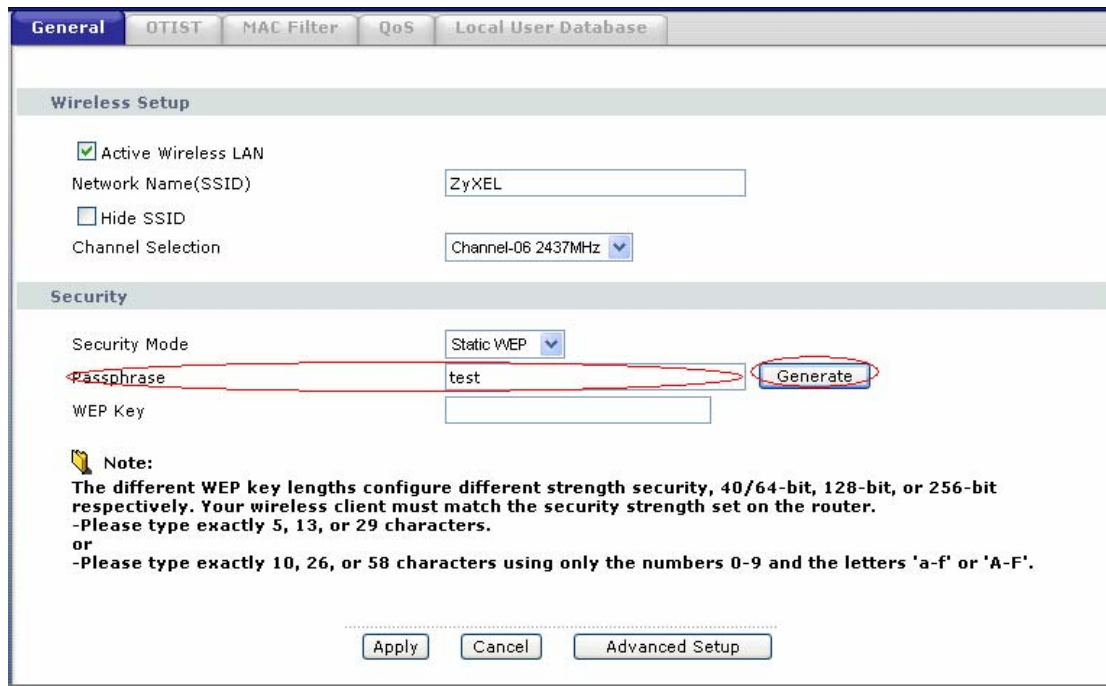 General OTIST MAC Filter QoS Local User Database
Wireless Setup
Active Wireless LAN
Network Name(SSID) ZyXEL
Hide SSID
Channel Selection Channel-06 2437MHz
Security
Security Mode Static WEP
Passphrase test Generate
WEP Key
Note:
The different WEP key lengths configure different strength security, 40/64-bit, 128-bit, or 256-bit
respectively. Your wireless client must match the security strength set on the router.
-Please type exactly 5, 13, or 29 characters.
or
-Please type exactly 10, 26, or 58 characters using only the numbers 0-9 and the letters 'a-f' or 'A-F'.
Apply Cancel Advanced Setup